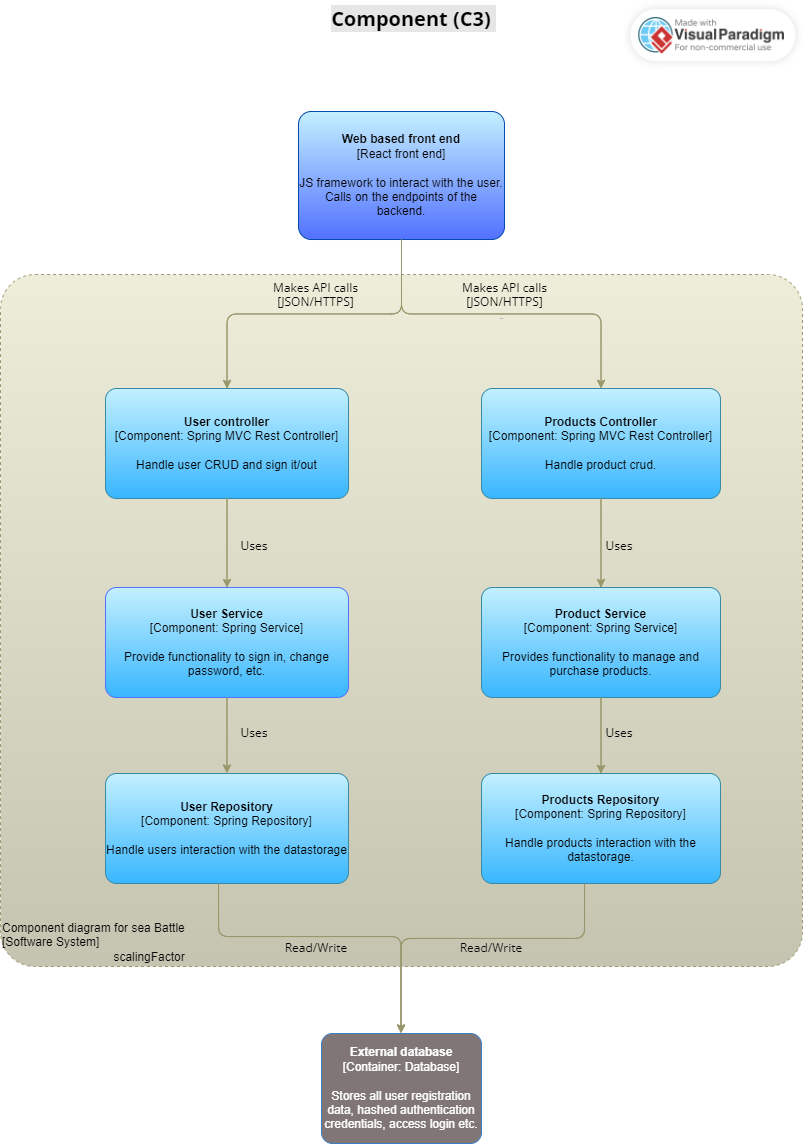 Component (C3)
Made with
VisualParadigm
For non-commercial use
Web based front end
[React front end]
JS framework to interact with the user.
Calls on the endpoints of the
backend.
Makes API calls
[JSON/HTTPS]
Makes API calls
[JSON/HTTPS]
User controller
[Component: Spring MVC Rest Controller]
Handle user CRUD and sign it/out
Products Controller
[Component: Spring MVC Rest Controller]
Handle product crud.
Uses
Uses
User Service
[Component: Spring Service]
Provide functionality to sign in, change
password, etc.
Product Service
[Component: Spring Service]
Provides functionality to manage and
purchase products.
Uses
Uses
User Repository
[Component: Spring Repository]
Handle users interaction with the datastorage
Products Repository
[Component: Spring Repository]
Handle products interaction with the
datastorage.
Component diagram for sea Battle
[Software System]
scalingFactor
Read/Write
Read/Write
External database
[Container: Database]
Stores all user registration
data, hashed authentication
credentials, access login etc.